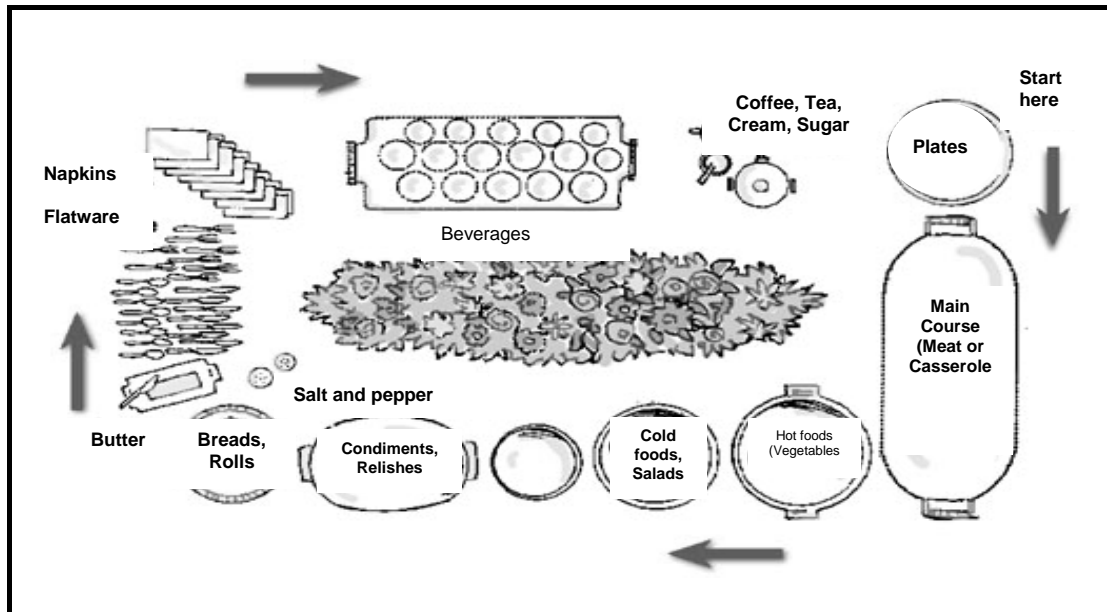 Start
here
Plates
Main
Course
(Meat or
Casserole
Hot foods
(Vegetables
Cold
foods,
Salads
Condiments,
Relishes
Breads,
Rolls
Salt and pepper
Butter
Flatware
Napkins
Beverages
Coffee, Tea,
Cream, Sugar